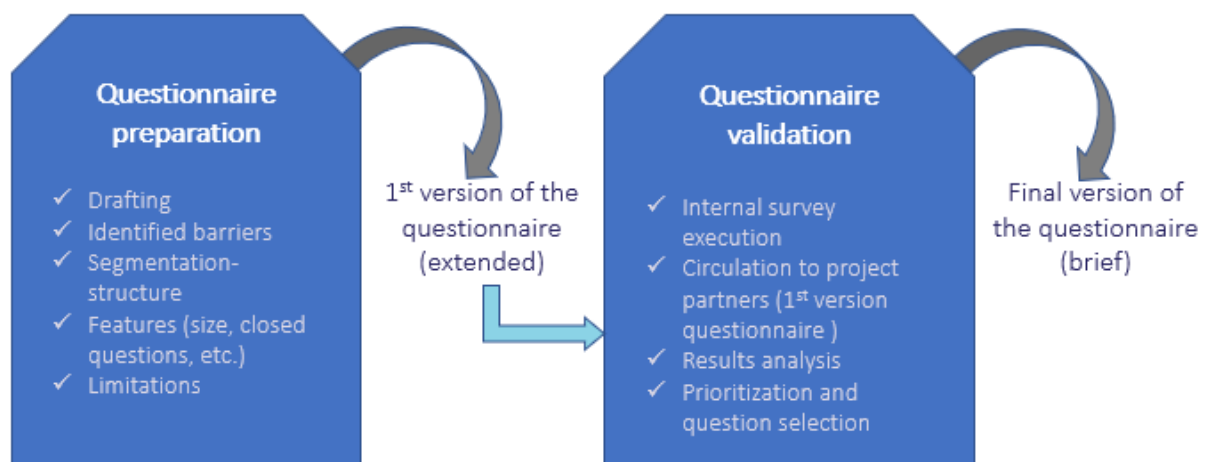 Questionnaire
preparation
✓ Drafting
✓ Identified barriers
✓ Segmentation-
structure
✓ Features (size, closed
questions, etc.)
✓ Limitations
1st version of the
questionnaire
(extended)
Questionnaire
validation
✓ Internal survey
execution
✓ Circulation to project
partners (1st version
questionnaire )
✓ Results analysis
✓ Prioritization and
question selection
Final version of
the questionnaire
(brief)